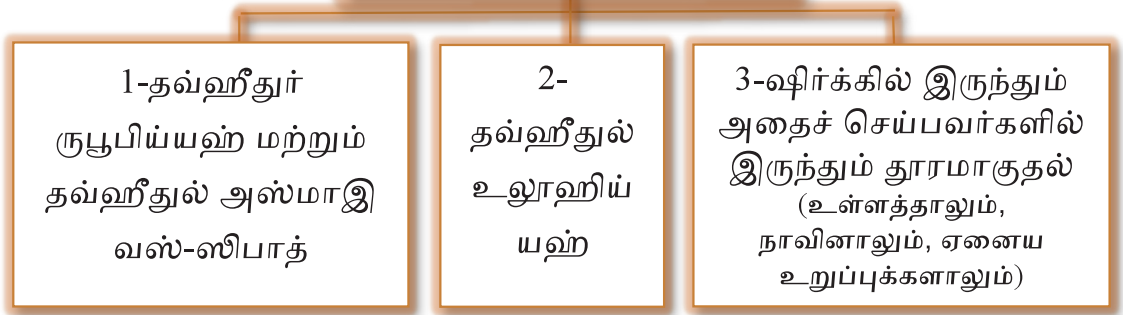 1-தவ்ஹீதுர்
ருபூபிய்யஹ் மற்றும்
தவ்ஹீதுல் அஸ்மாஇ
வஸ்-ஸிபாத்
2-
தவ்ஹீதுல்
உலூஹிய்
யஹ்
3-ஷிர்க்கில் இருந்தும்
அதைச் செய்பவர்களில்
இருந்தும் தூரமாகுதல்
(உள்ளத்தாலும்,
நாவினாலும், ஏனைய
உறுப்புக்களாலும்)